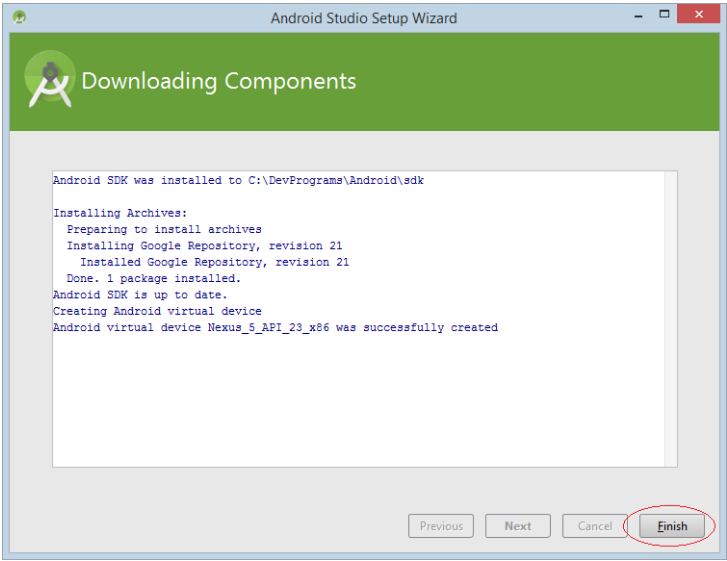 Android Studio Setup Wizard
Downloading Components
Android SDK was installed to C:\DevPrograms\Android\sdk
Installing Archives:
Preparing to install archives
Installing Google Repository, revision 21
Installed Google Repository, revision 21
Done. 1 package installed.
Android SDK is up to date.
Creating Android virtual device
Android virtual device Nexus_5_API_23_x86 was successfully created
Previous Next Cancel Finish